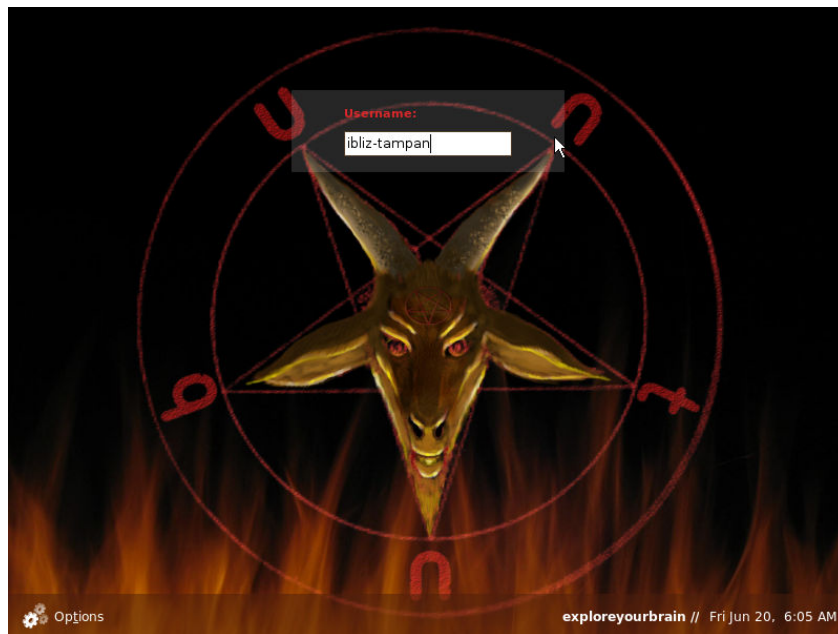 u
n
Username:
ibliz-tampan
b
t
u
Options
exploreyourbrain // Fri Jun 20, 6:05 AM